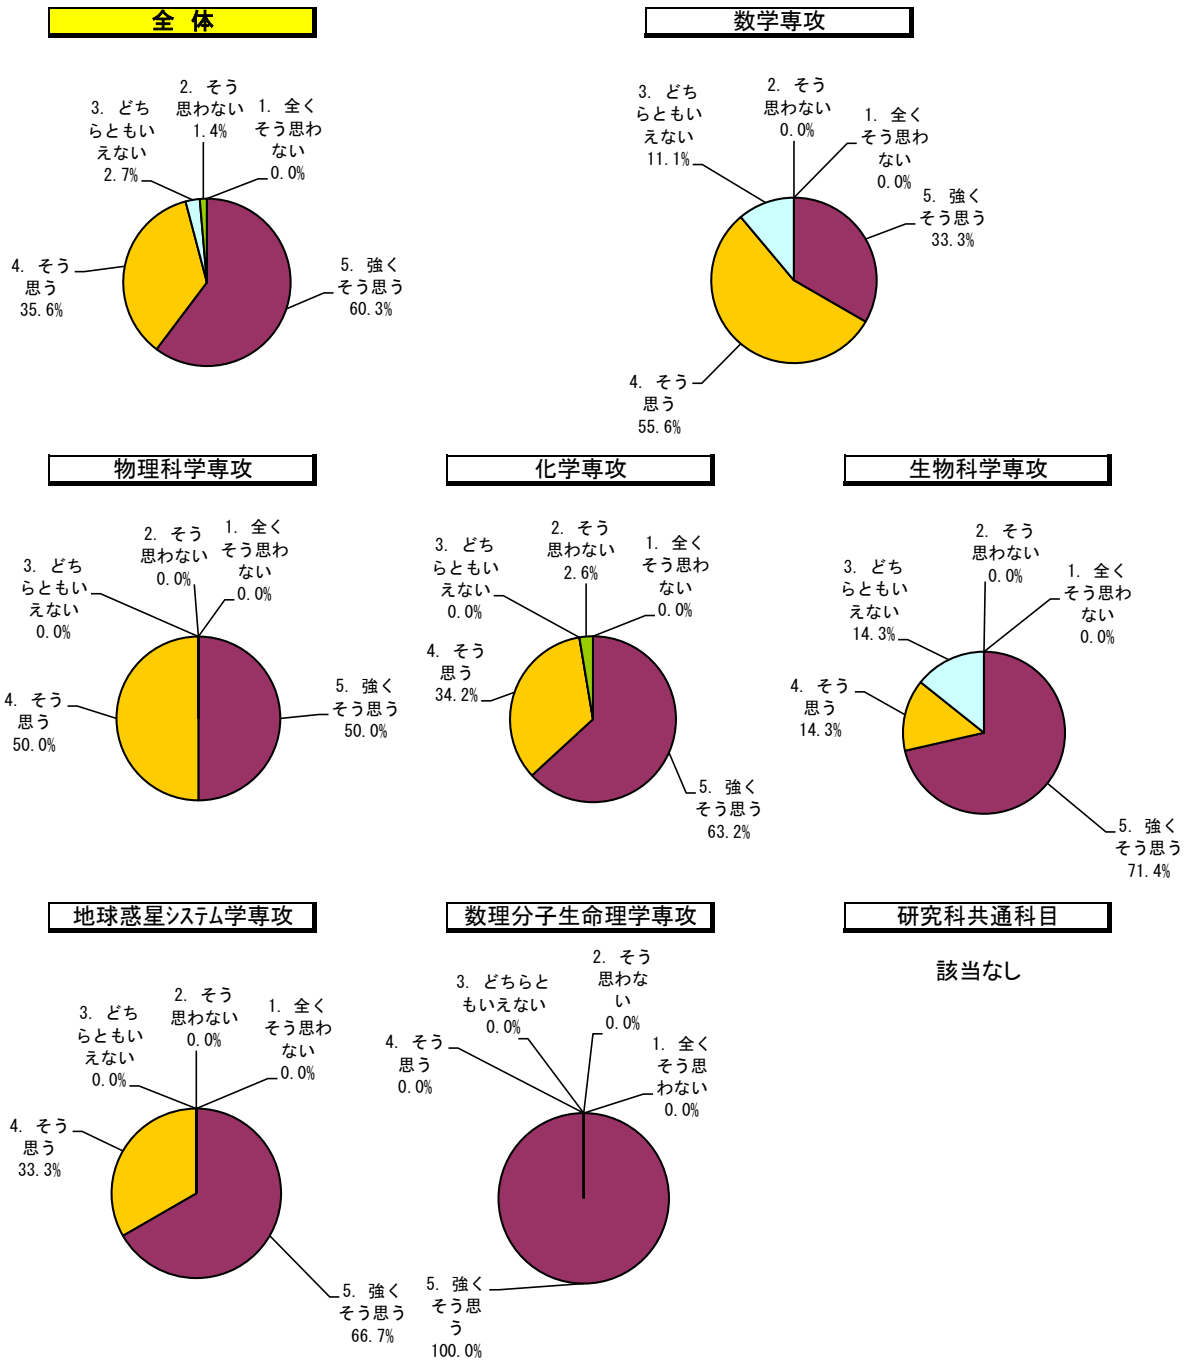 全 体
2. そう
思わない
1.4%
3. どち
らともい
えない
2.7%
1. 全く
そう思わ
ない
0.0%
4. そう
思う
35.6%
5. 強く
そう思う
60.3%
数学専攻
3. どち
らともい
えない
11.1%
2. そう
思わない
0.0%
1. 全く
そう思わ
ない
0.0%
5. 強く
そう思う
33.3%
4. そう
思う
55.6%
物理科学専攻
3. どち
らともい
えない
0.0%
2. そう
思わない
0.0%
1. 全く
そう思わ
ない
0.0%
4. そう
思う
50.0%
5. 強く
そう思う
50.0%
化学専攻
3. どち
らともい
えない
0.0%
2. そう
思わない
2.6%
1. 全く
そう思わ
ない
0.0%
4. そう
思う
34.2%
5. 強く
そう思う
63.2%
生物科学専攻
3. どち
らともい
えない
14.3%
2. そう
思わない
0.0%
1. 全く
そう思わ
ない
0.0%
4. そう
思う
14.3%
5. 強く
そう思う
71.4%
地球惑星システム学専攻
3. どち
らともい
えない
0.0%
2. そう
思わない
0.0%
1. 全く
そう思わ
ない
0.0%
4. そう
思う
33.3%
5. 強く
そう思う
66.7%
数理分子生命理学専攻
4. そう
思う
0.0%
3. どちらと
もいえない
0.0%
2. そう
思わな
い
0.0%
1. 全く
そう思
わない
0.0%
5. 強く
そう思
う
100.0%
研究科共通科目
該当なし